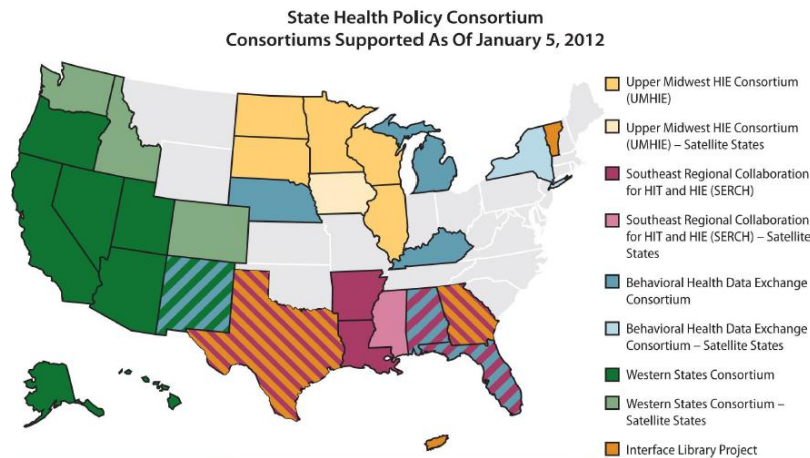 State Health Policy Consortium
Consortiums Supported As Of January 5, 2012
Upper Midwest HIE Consortium
(UMHIE)
Upper Midwest HIE Consortium
(UMHIE) – Satellite States
Southeast Regional Collaboration
for HIT and HIE (SERCH)
Southeast Regional Collaboration
for HIT and HIE (SERCH) – Satellite
States
Behavioral Health Data Exchange
Consortium
Behavioral Health Data Exchange
Consortium – Satellite States
Western States Consortium
Western States Consortium –
Satellite States
Interface Library Project